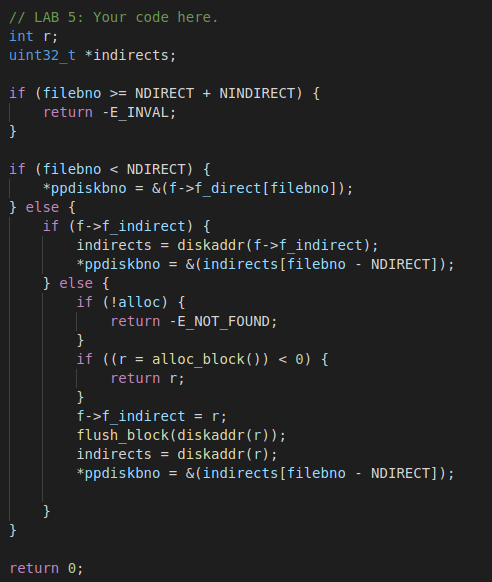 // LAB 5: Your code here.
int r;
uint32_t *indirects;

if (filebno >= NDIRECT + NINDIRECT) {
    return -E_INVAL;
}

if (filebno < NDIRECT) {
    *ppdiskbno = &(f->f_direct[filebno]);
} else {
    if (f->f_indirect) {
        indirects = diskaddr(f->f_indirect);
        *ppdiskbno = &(indirects[filebno - NDIRECT]);
    } else {
        if (!alloc) {
            return -E_NOT_FOUND;
        }
        if ((r = alloc_block()) < 0) {
            return r;
        }
        f->f_indirect = r;
        flush_block(diskaddr(r));
        indirects = diskaddr(r);
        *ppdiskbno = &(indirects[filebno - NDIRECT]);

    }
}

return 0;